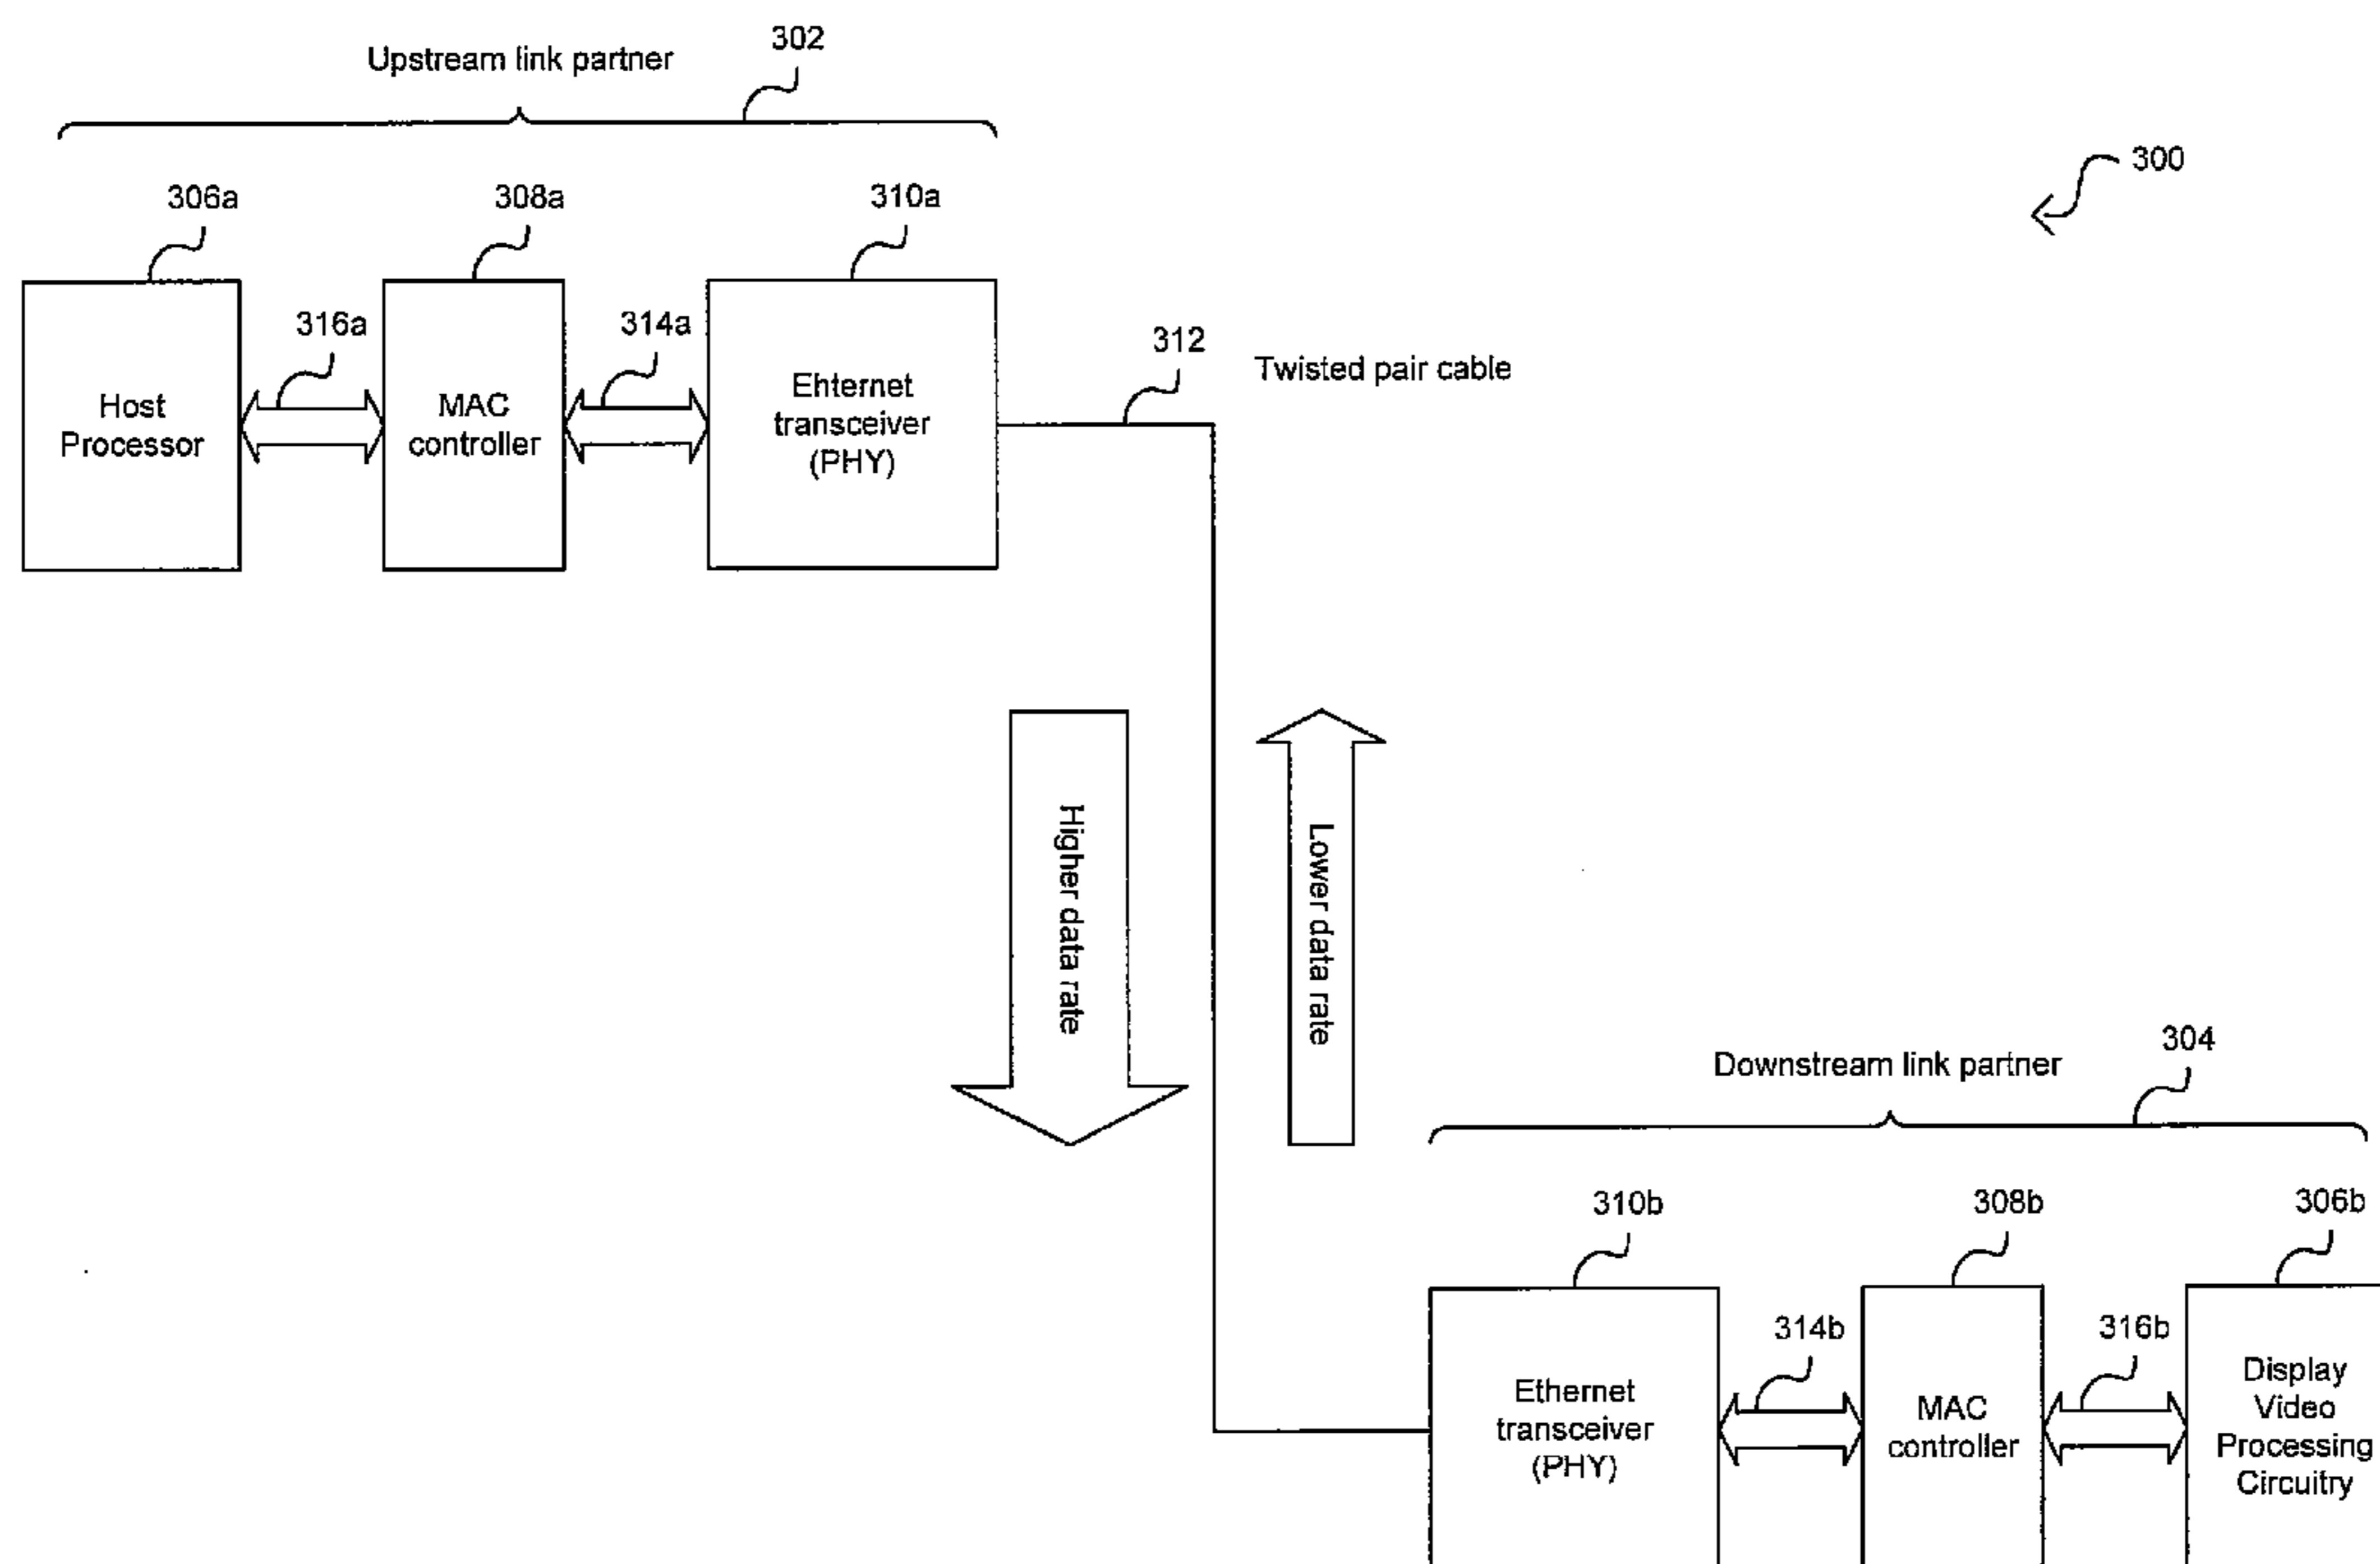 302
Upstream link partner
300
306a
308a
310a
316a
314a
312
Twisted pair cable
Host
Processor
MAC
controller
Ehternet
transceiver
(PHY)
Higher data rate
Lower data rate
304
Downstream link partner
310b
308b
306b
314b
316b
Ethernet
transceiver
(PHY)
MAC
controller
Display
Video
Processing
Circuitry